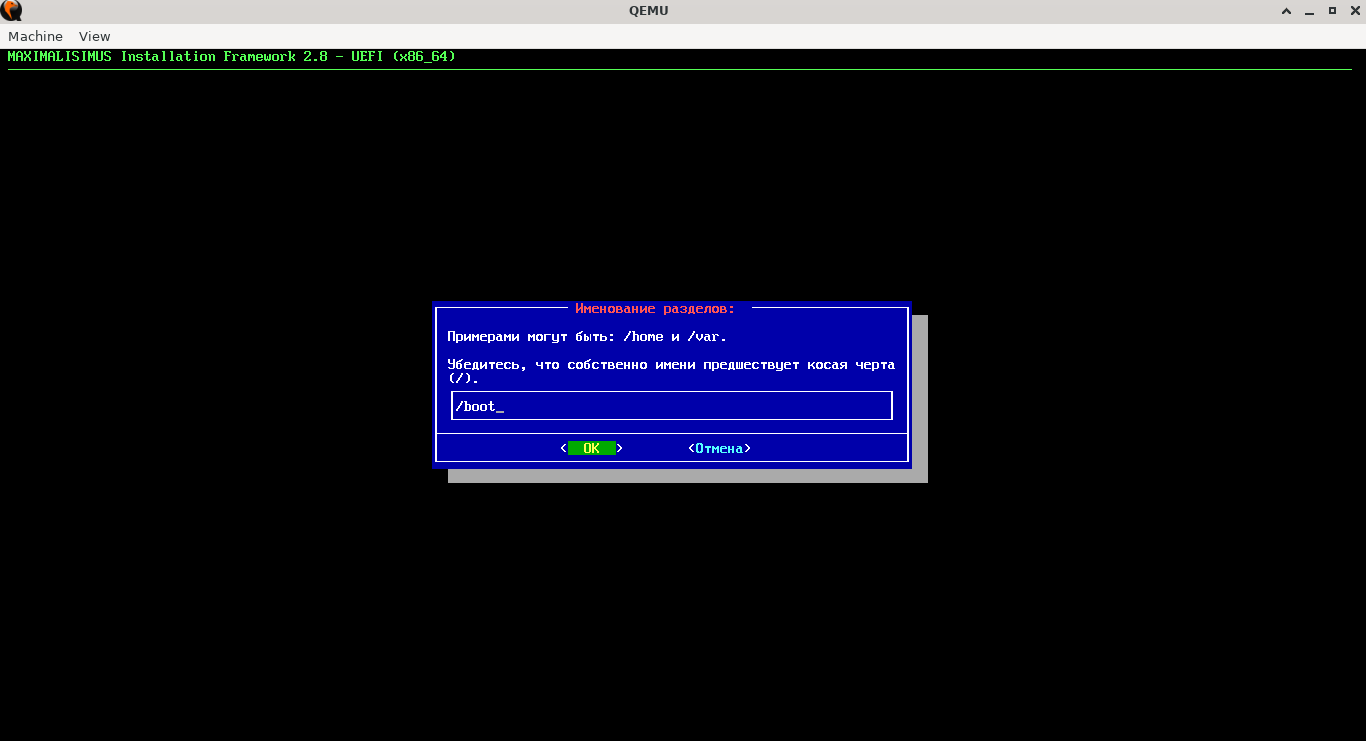 QEMU
Machine View
MAXIMALISIMUS Installation Framework 2.8 - UEFI (x86_64)
Именование разделов:
Примерами могут быть: /home и /var.
Убедитесь, что собственно имени предшествует косая черта
(/).
/boot_
< OK > <Отмена>